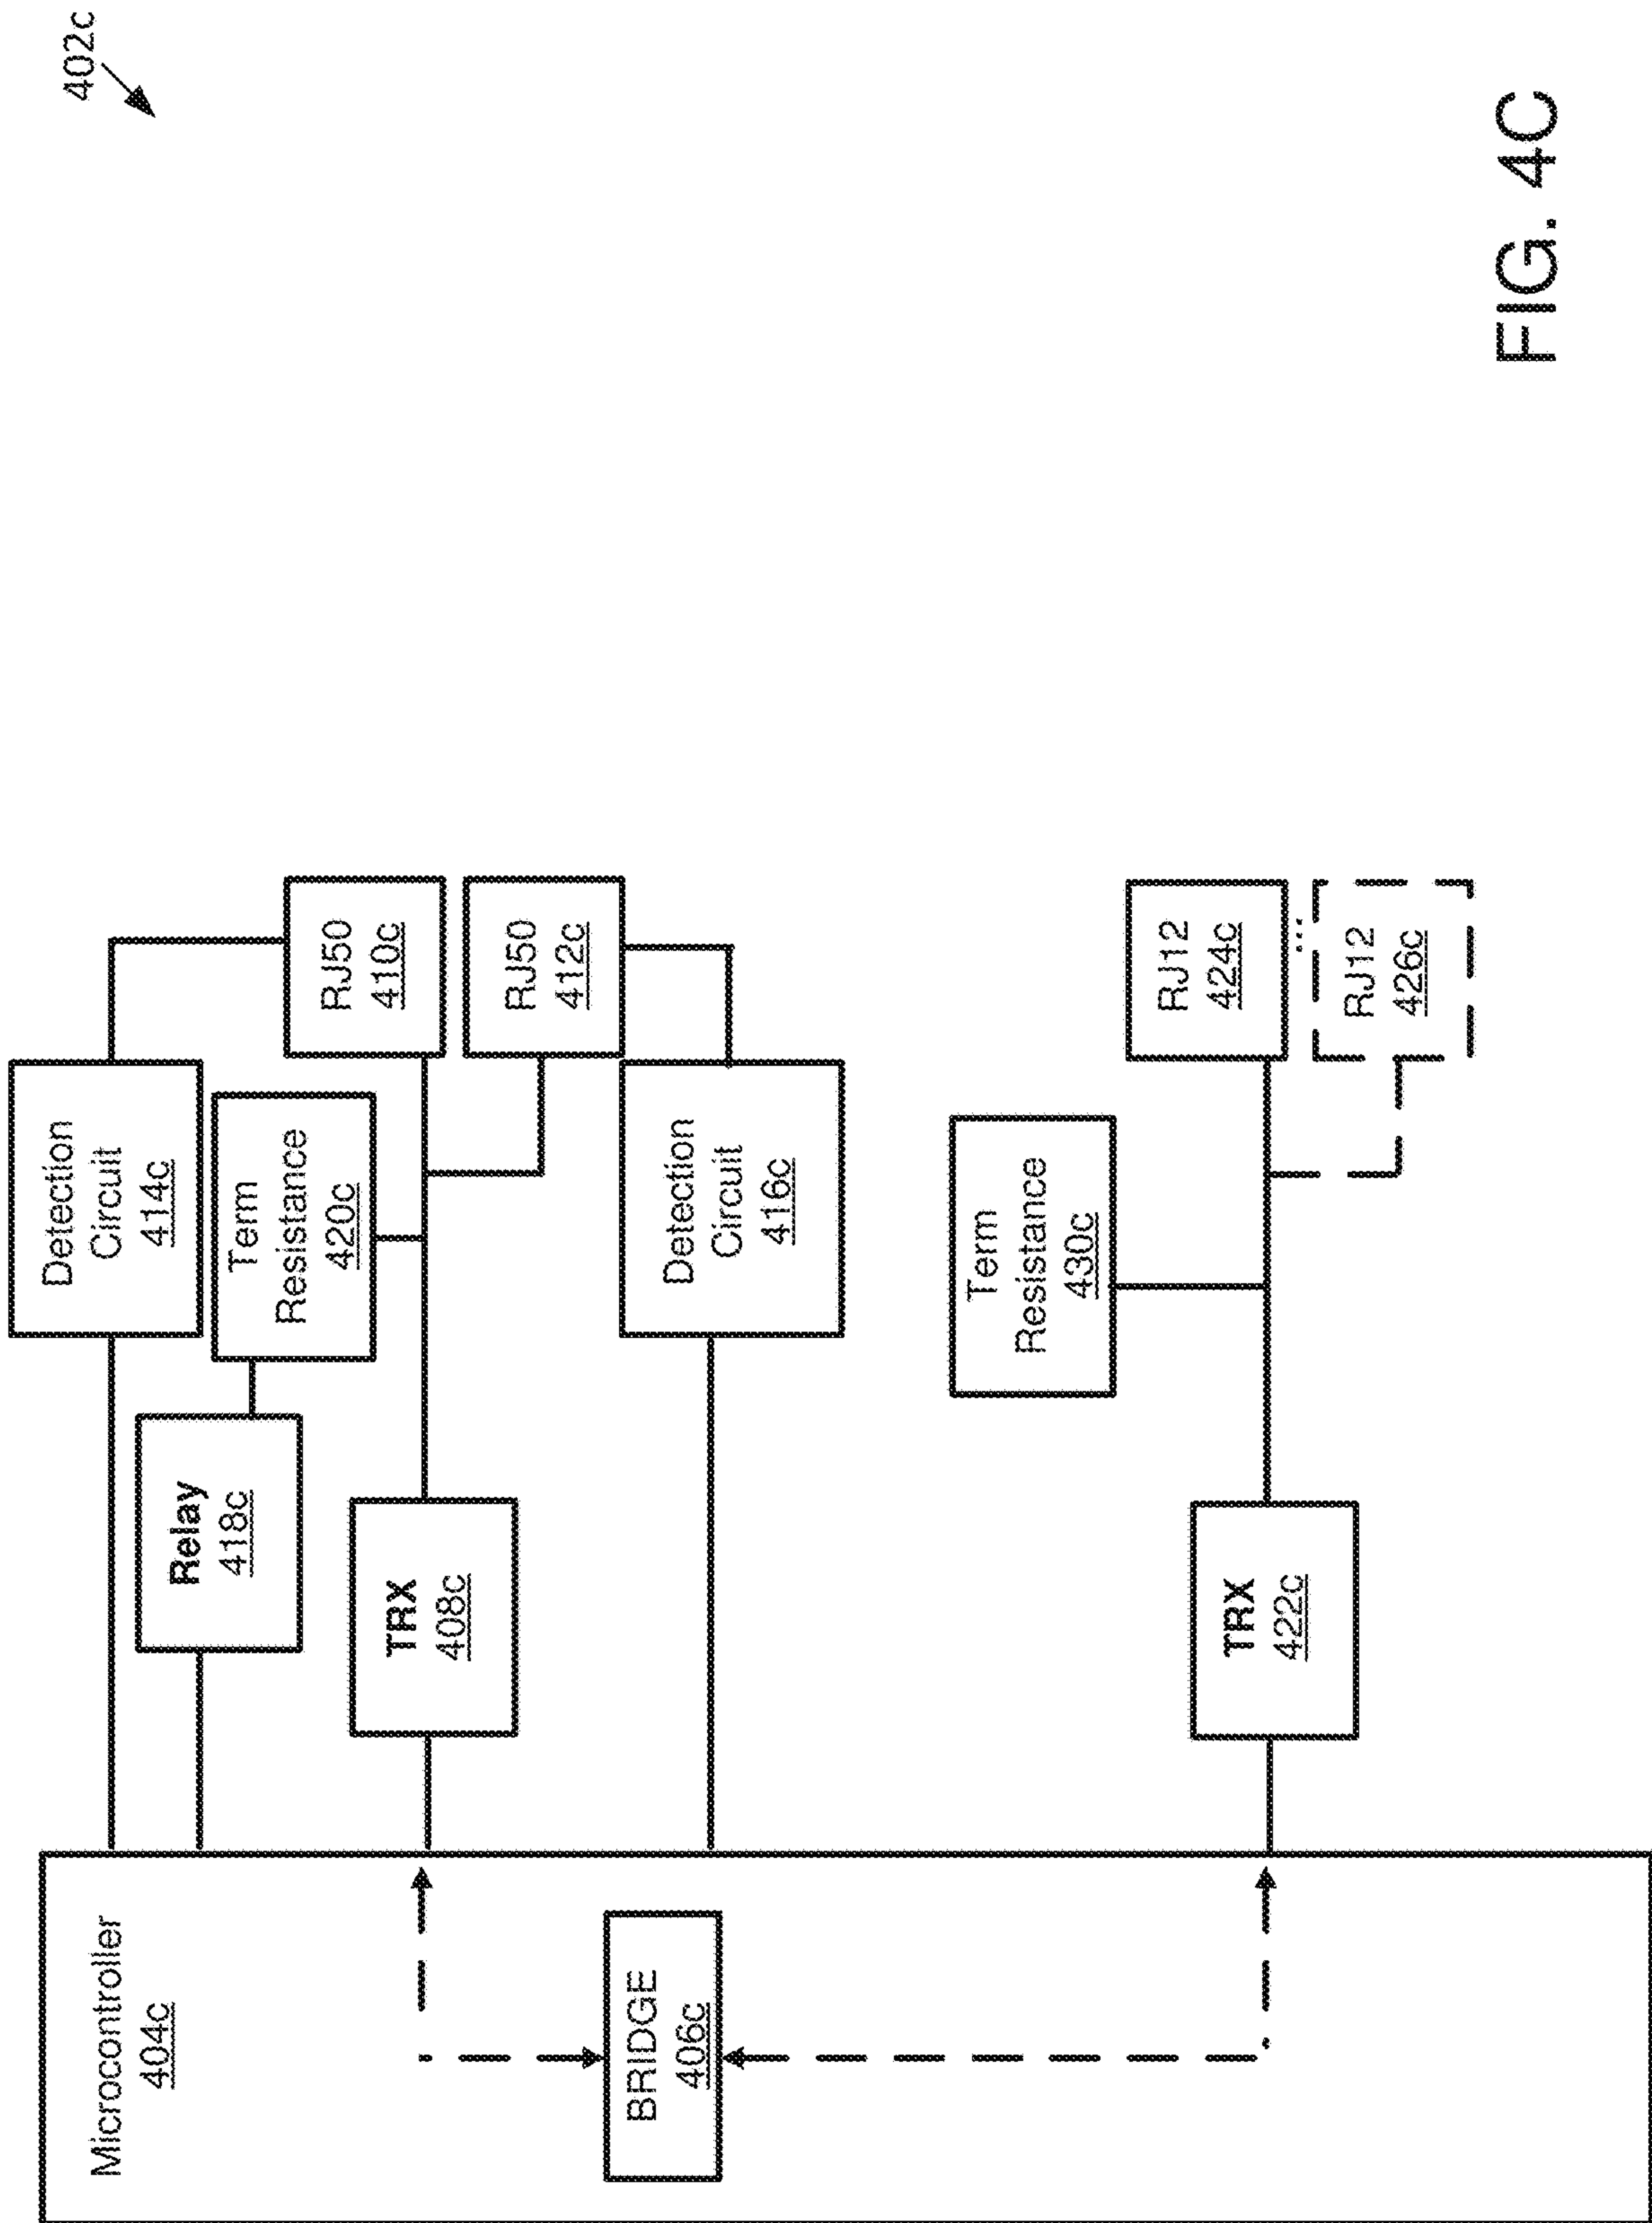 402c
Detection
Circuit
414c
Relay
418c
Term
Resistance
420c
RJ50
410c
TRX
408c
RJ50
412c
Detection
Circuit
416c
Microcontroller
404c
BRIDGE
406c
Term
Resistance
430c
RJ12
424c
...
RJ12
426c
TRX
422c
FIG. 4C